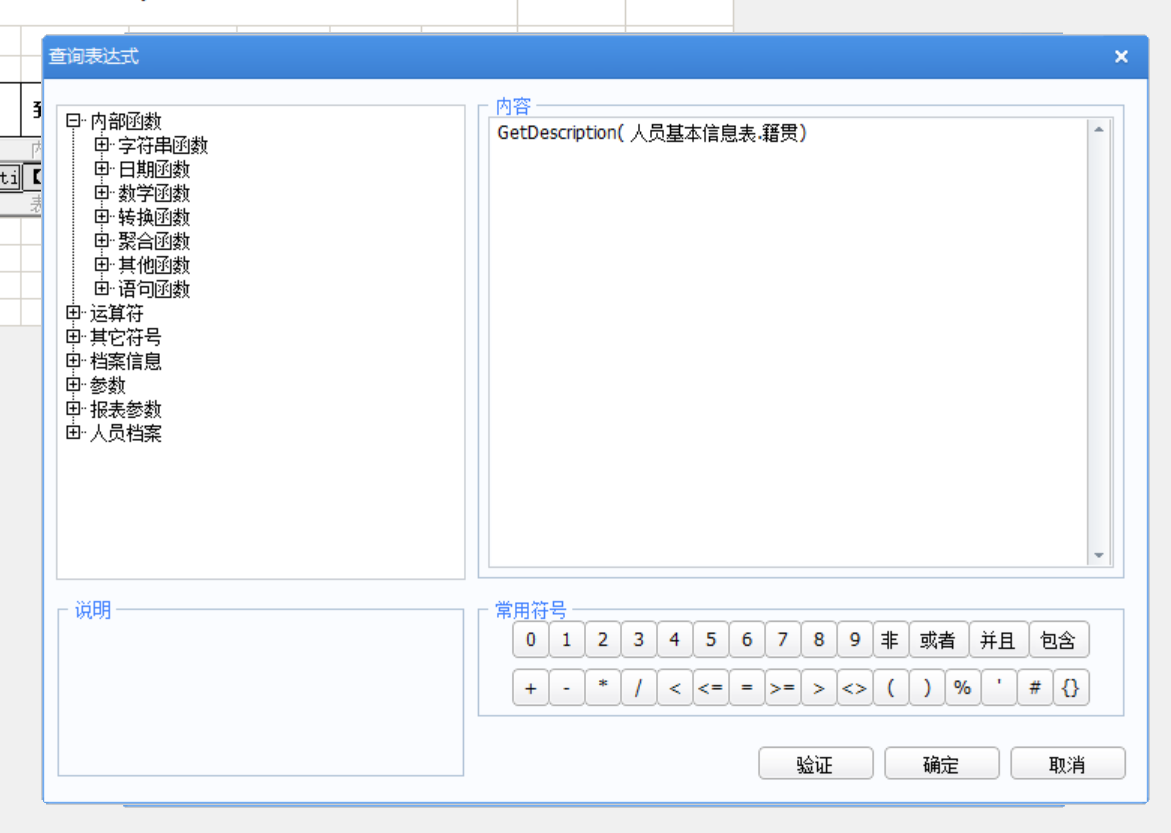 查询表达式
内部函数
字符串函数
日期函数
数学函数
转换函数
聚合函数
其他函数
语句函数
运算符
其它符号
档案信息
参数
报表参数
人员档案
内容
GetDescription( 人员基本信息表.籍贯)
说明
常用符号
0 1 2 3 4 5 6 7 8 9 非 或者 并且 包含
+ - * / < <= = >= > <> ( ) % ' # {}
验证 确定 取消
ti